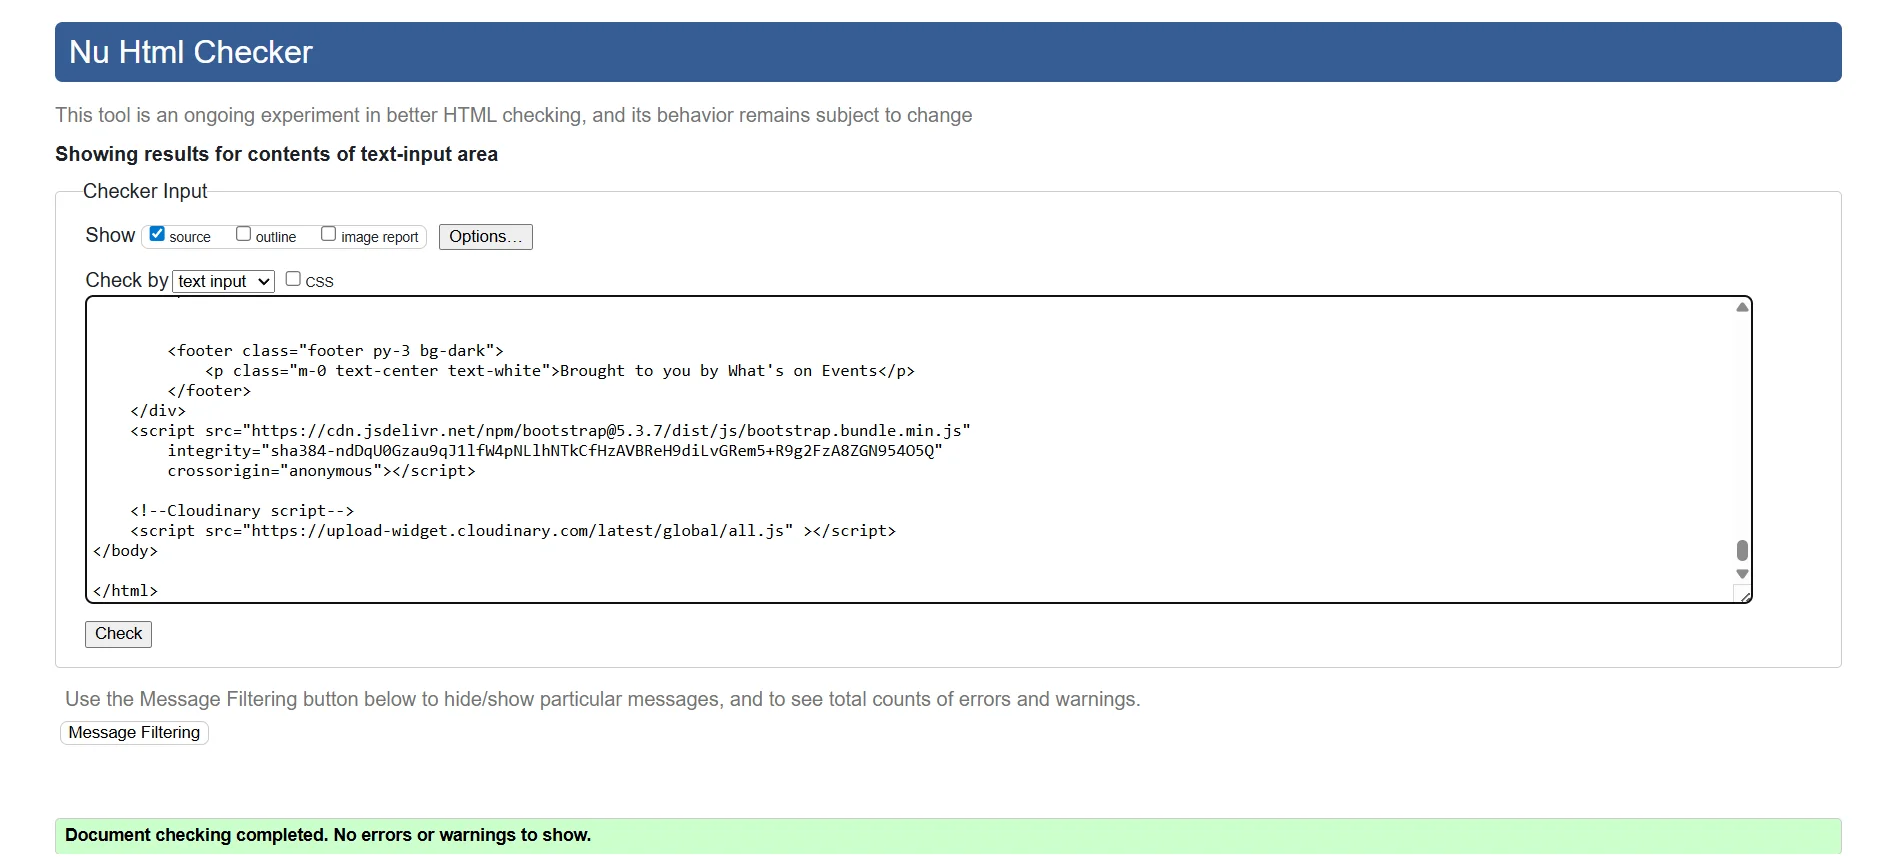 Nu Html Checker
This tool is an ongoing experiment in better HTML checking, and its behavior remains subject to change
Showing results for contents of text-input area
Checker Input
Show source outline image report Options...
Check by text input CSS
<footer class="footer py-3 bg-dark">
<p class="m-0 text-center text-white">Brought to you by What's on Events</p>
</footer>
</div>
<script src="https://cdn.jsdelivr.net/npm/bootstrap@5.3.7/dist/js/bootstrap.bundle.min.js"
integrity="sha384-ndDqU0Gzau9qJ1lfW4pNLlhNTkCfHzAVBReH9diLvGRem5+R9g2FzA8ZGN954O5Q"
crossorigin="anonymous"></script>
<!--Cloudinary script-->
<script src="https://upload-widget.cloudinary.com/latest/global/all.js" ></script>
</body>
</html>
Check
Use the Message Filtering button below to hide/show particular messages, and to see total counts of errors and warnings.
Message Filtering
Document checking completed. No errors or warnings to show.